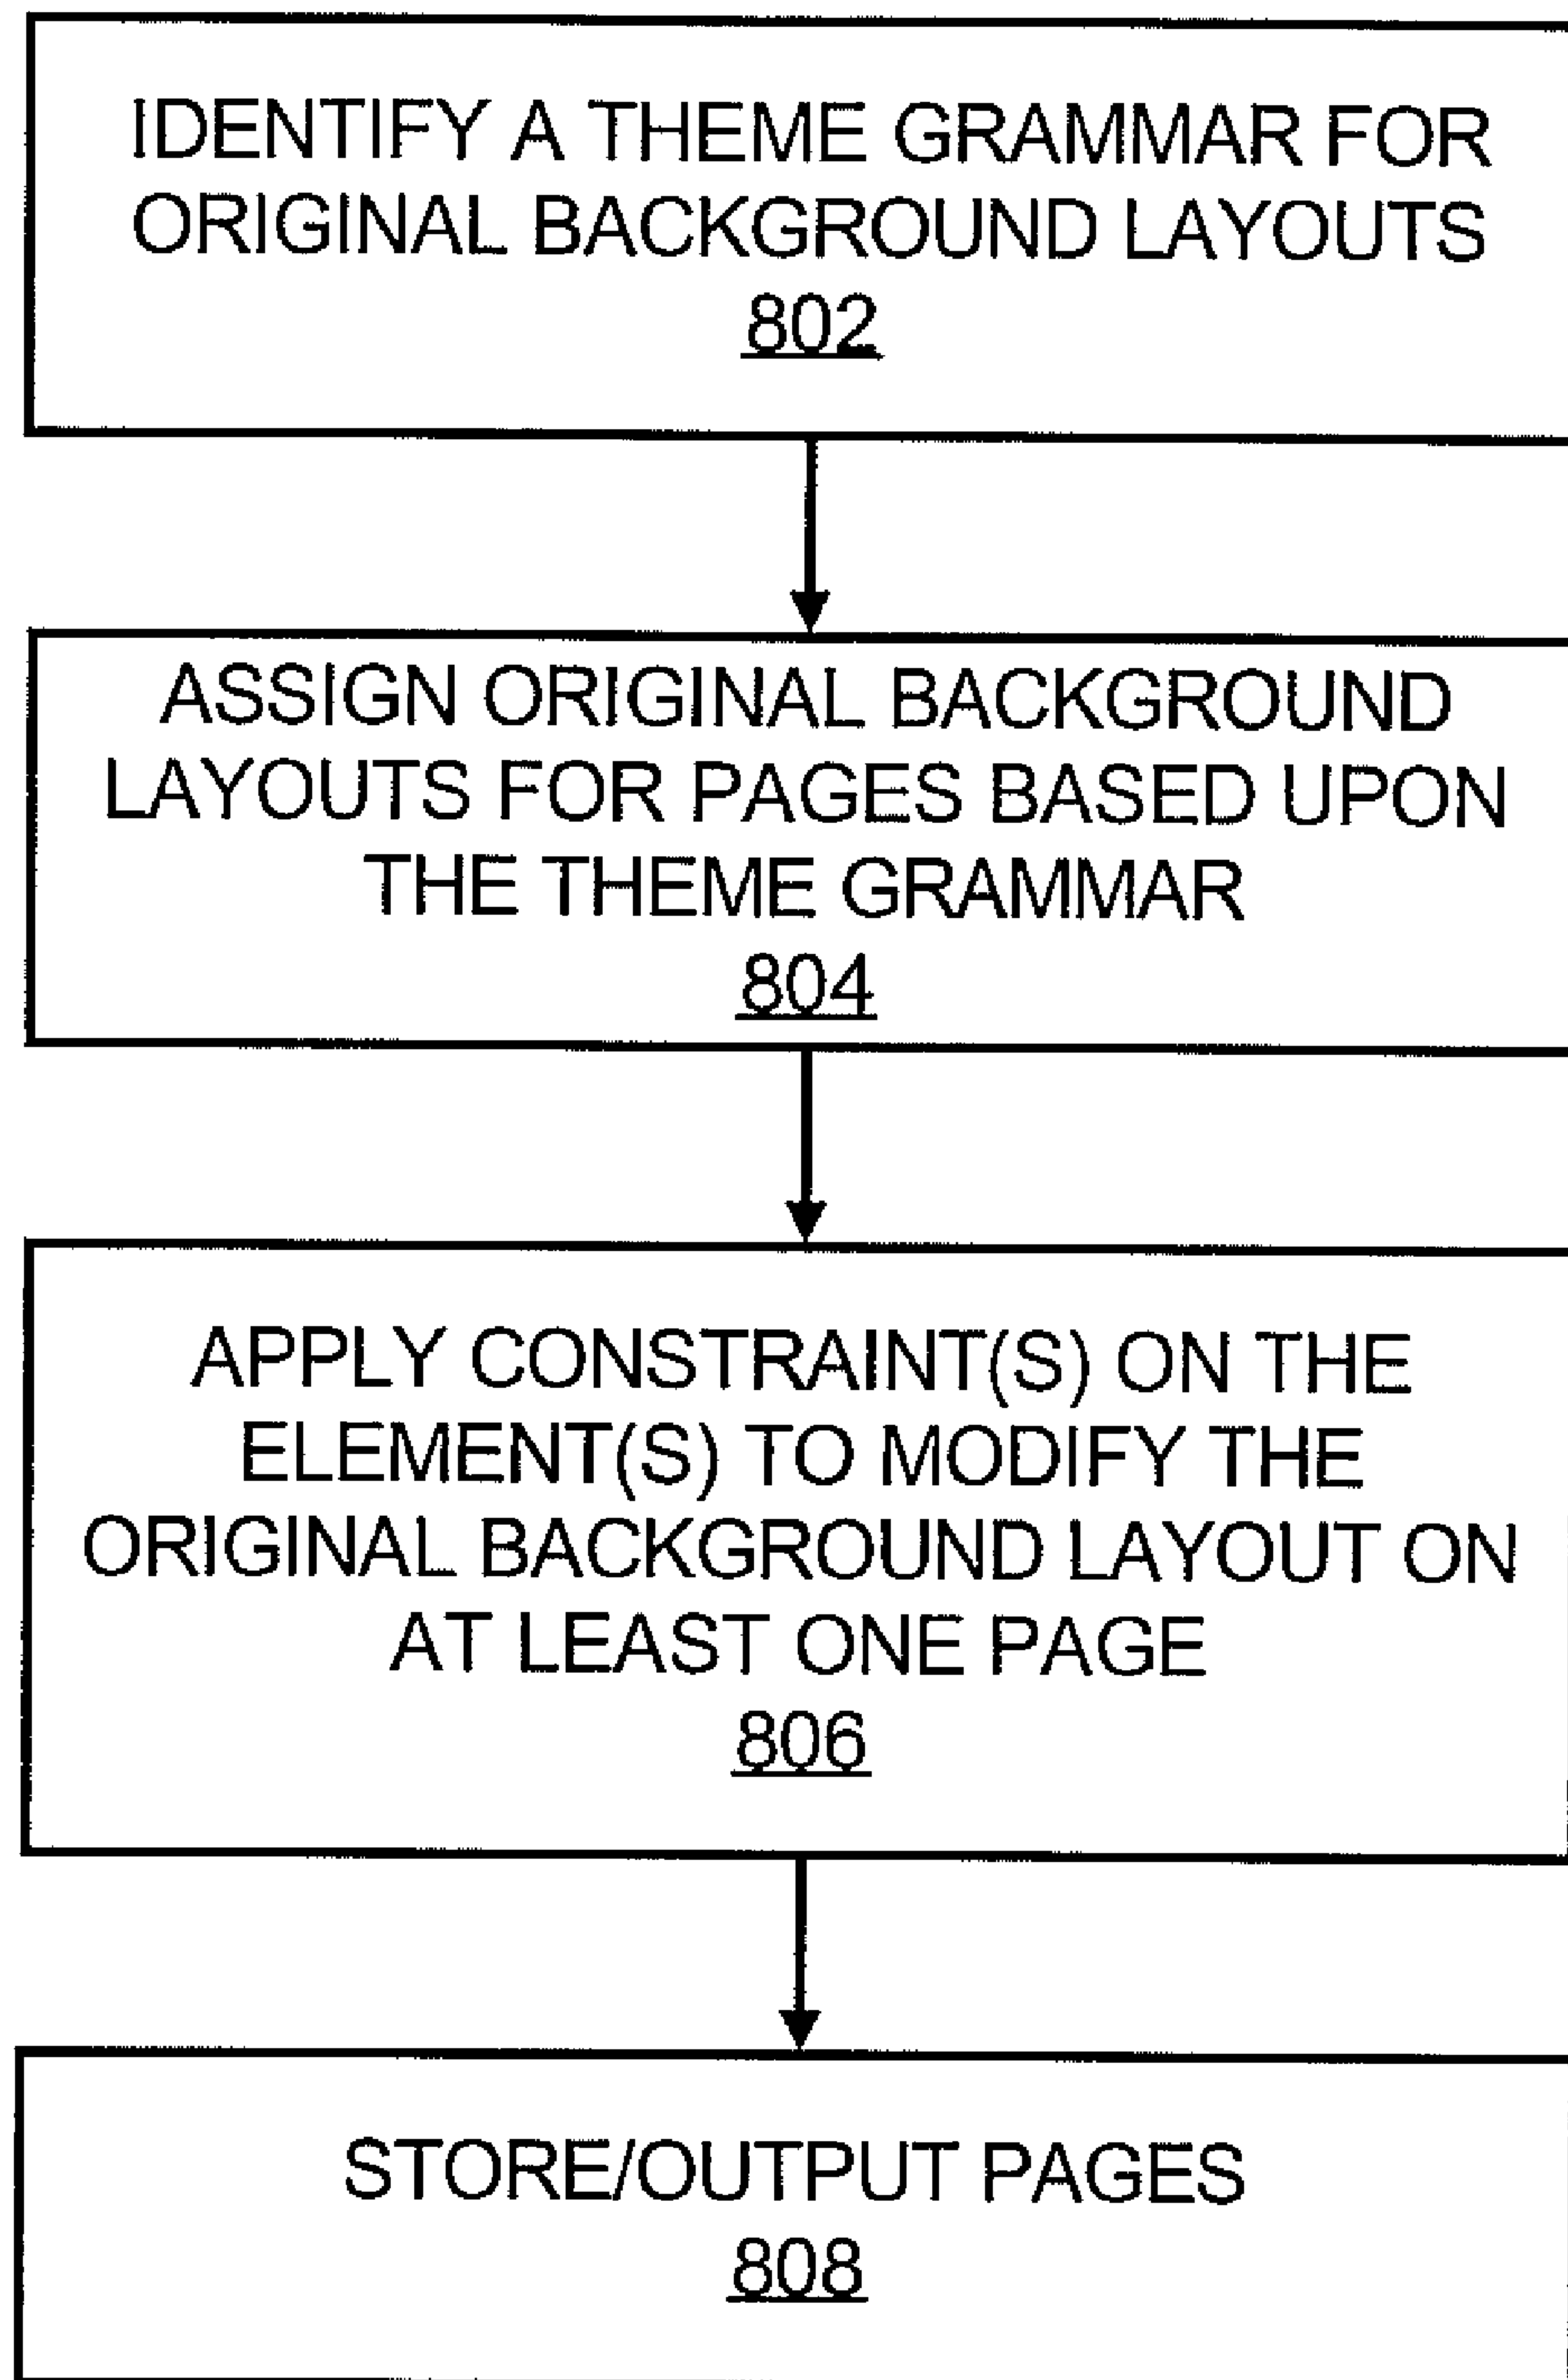 IDENTIFY A THEME GRAMMAR FOR
ORIGINAL BACKGROUND LAYOUTS
802
ASSIGN ORIGINAL BACKGROUND
LAYOUTS FOR PAGES BASED UPON
THE THEME GRAMMAR
804
APPLY CONSTRAINT(S) ON THE
ELEMENT(S) TO MODIFY THE
ORIGINAL BACKGROUND LAYOUT ON
AT LEAST ONE PAGE
806
STORE/OUTPUT PAGES
808